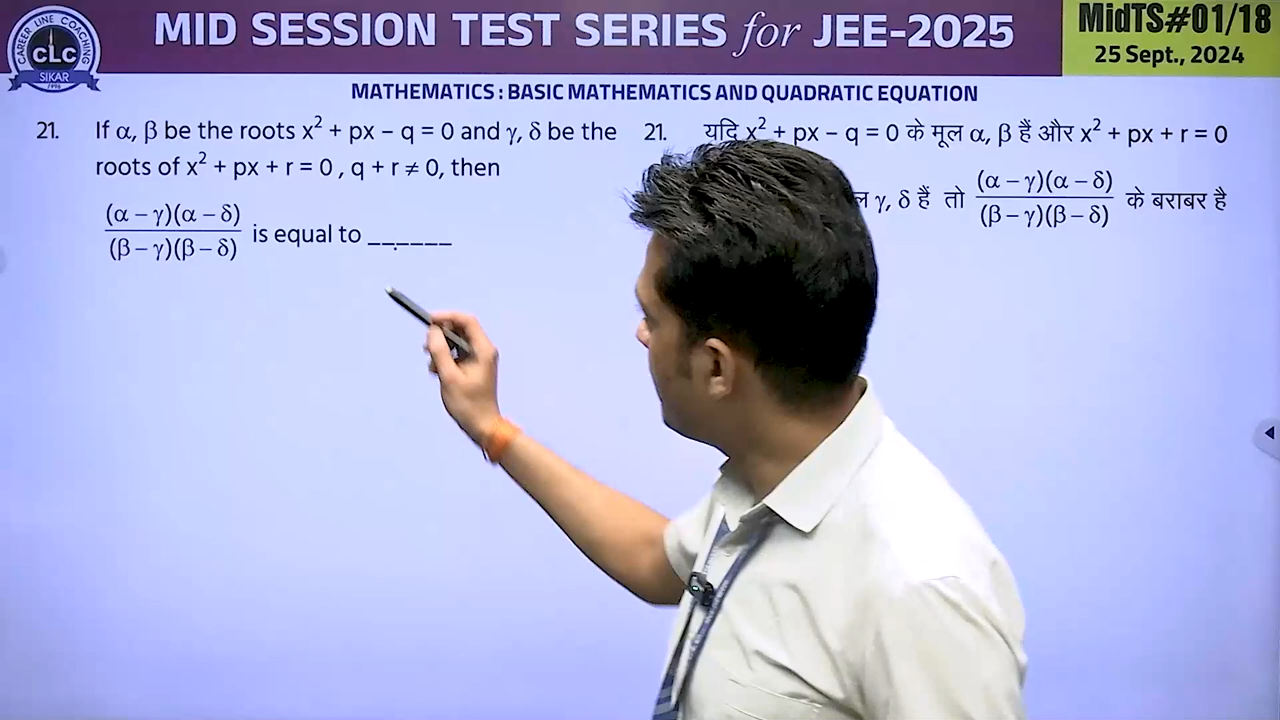 CAREER LINE COACHING
CLC
SIKAR
1996
MID SESSION TEST SERIES for JEE-2025
MidTS#01/18
25 Sept., 2024
MATHEMATICS : BASIC MATHEMATICS AND QUADRATIC EQUATION
21. If α, β be the roots x² + px – q = 0 and γ, δ be the
roots of x² + px + r = 0 , q + r ≠ 0, then
(α – γ)(α – δ)
(β – γ)(β – δ)
is equal to ______
21. यदि x² + px – q = 0 के मूल α, β हैं और x² + px + r = 0
γ, δ हैं तो (α – γ)(α – δ)
(β – γ)(β – δ)
के बराबर है